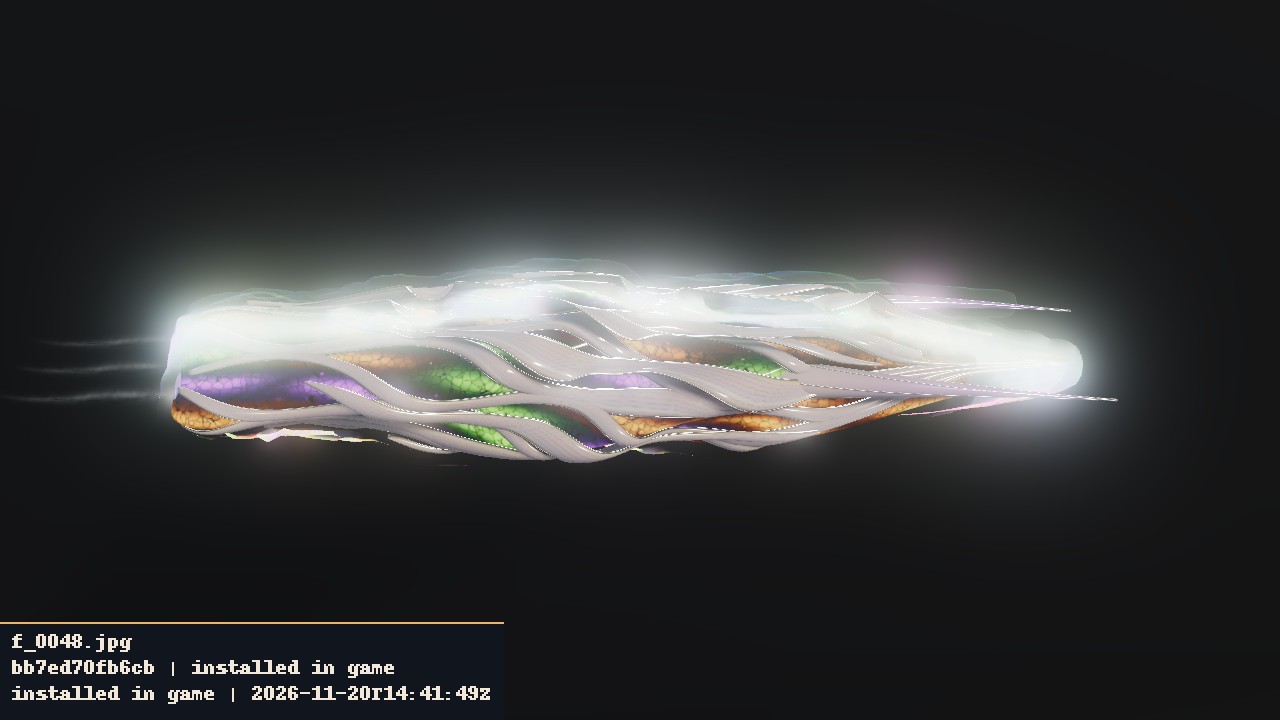 f_0048.jpg
bb7ed70fb6cb | installed in game
installed in game | 2026-11-20T14:41:49Z